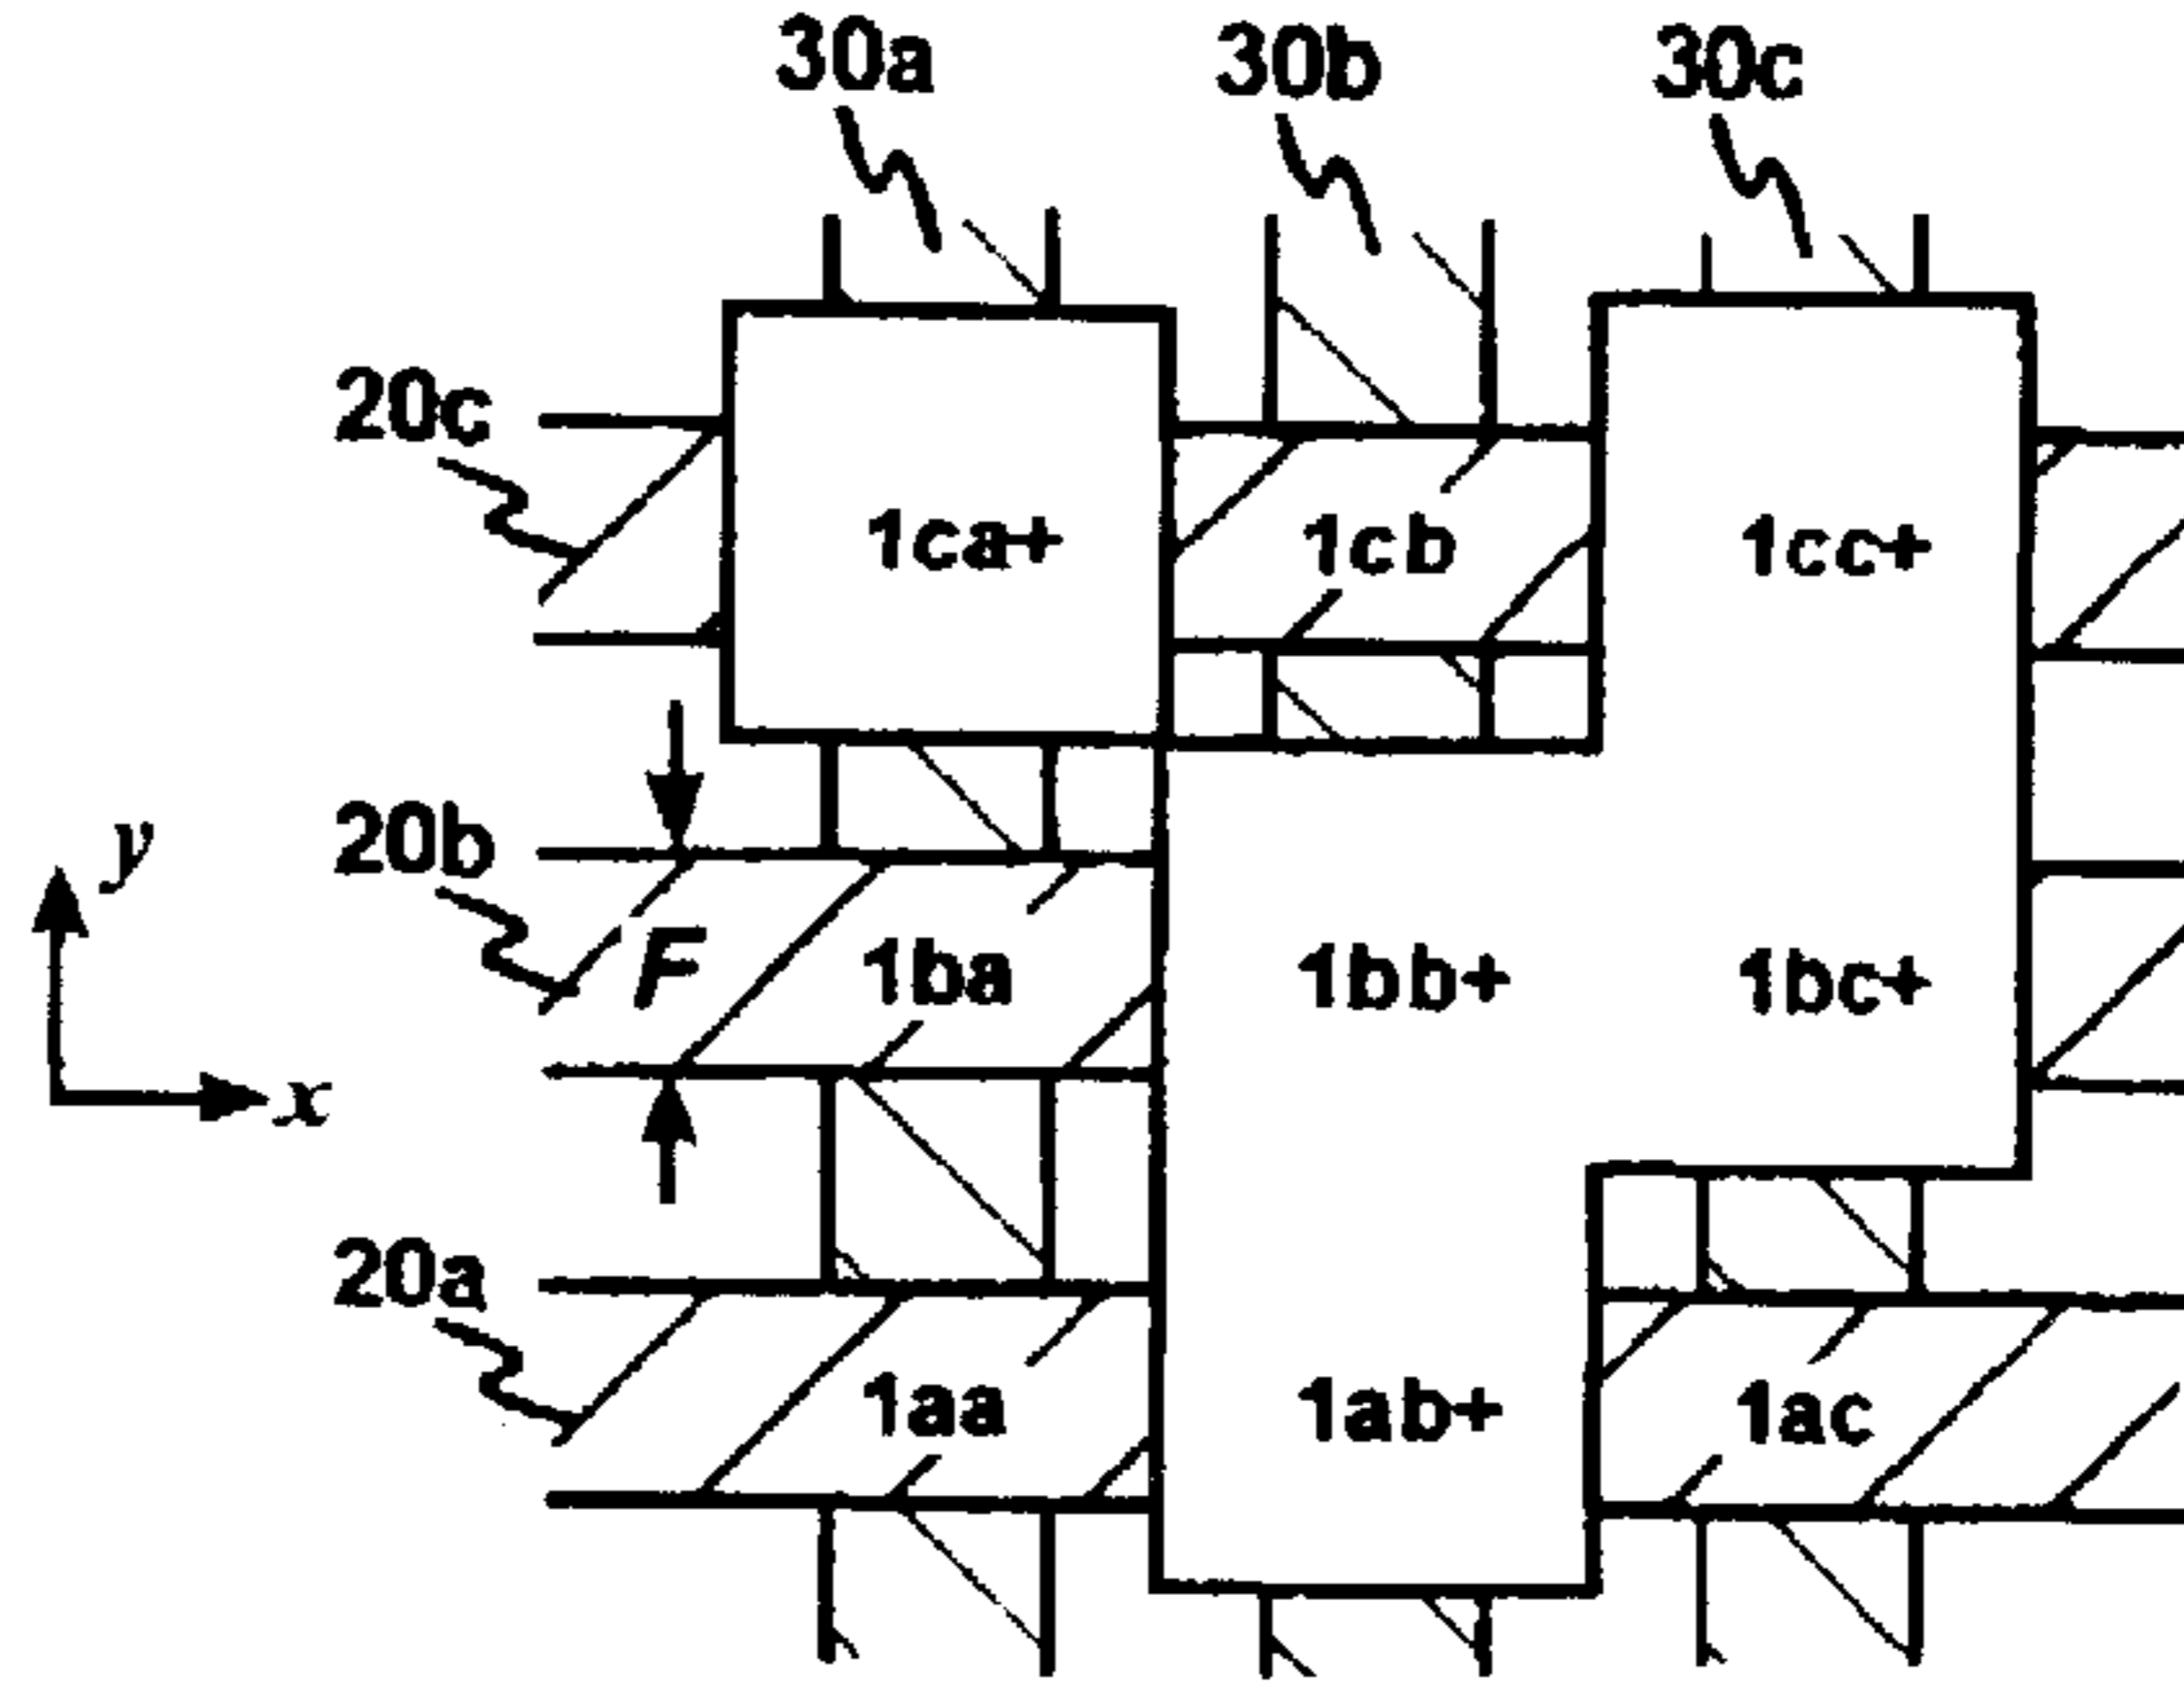 30a 30b 30c
20c
1ca+ 1cb 1cc+
y
20b
F
1ba 1bb+ 1bc+
x
20a
1aa 1ab+ 1ac